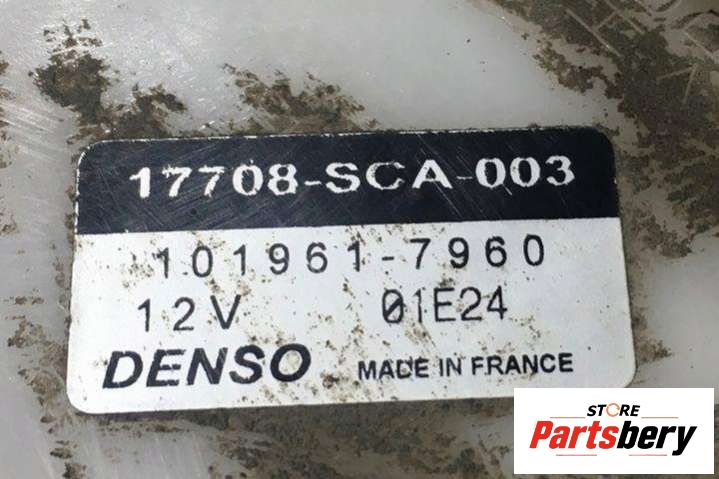 17708-SCA-003
101961-7960
12V 01E24
DENSO MADE IN FRANCE
STORE
Partsbery